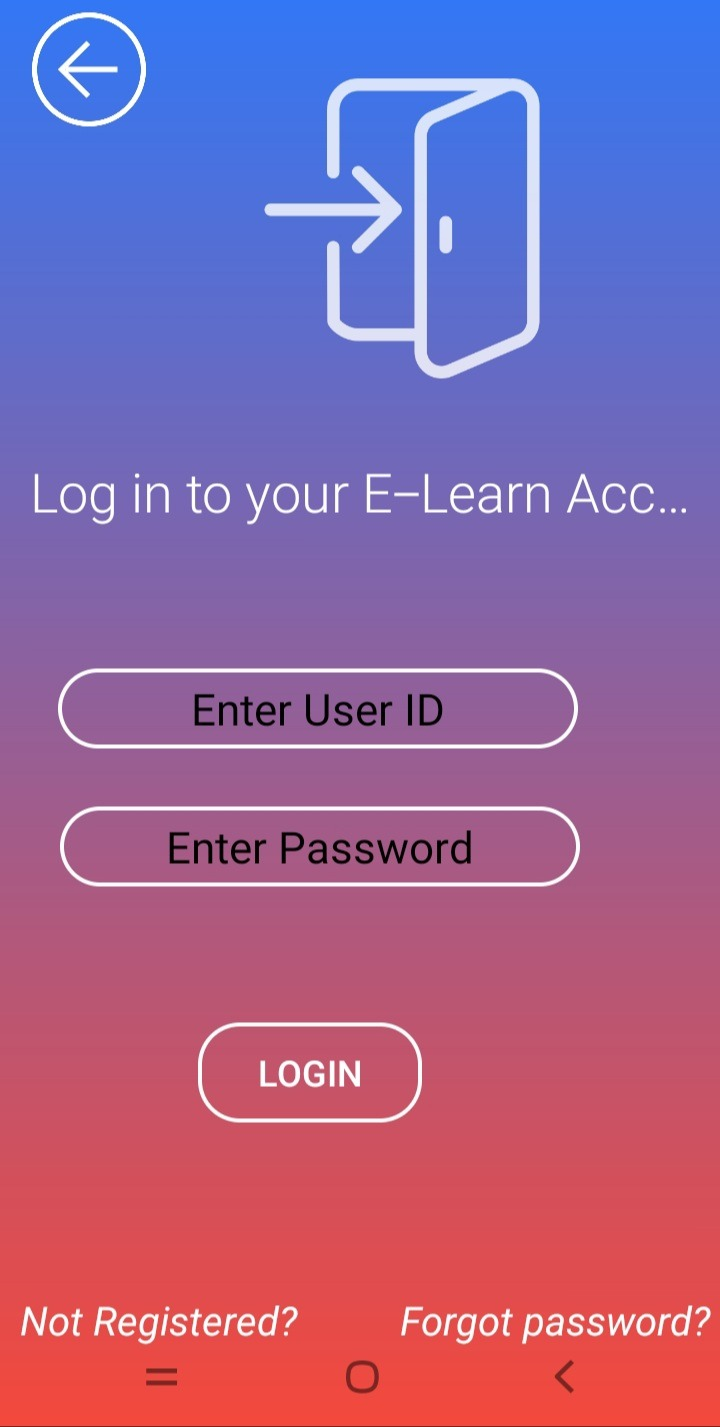 Log in to your E–Learn Acc...
Enter User ID
Enter Password
LOGIN
Not Registered? Forgot password?